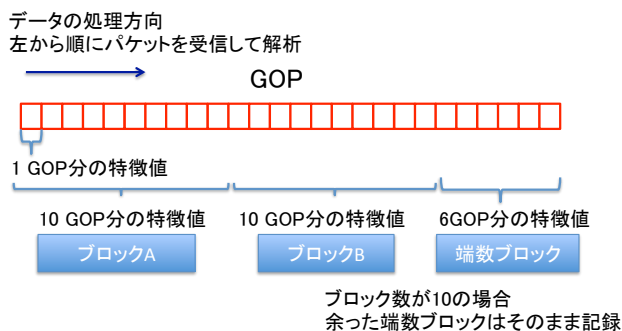 データの処理方向
左から順にパケットを受信して解析
GOP
1 GOP分の特徴値
10 GOP分の特徴値
10 GOP分の特徴値
6GOP分の特徴値
ブロックA
ブロックB
端数ブロック
ブロック数が10の場合
余った端数ブロックはそのまま記録